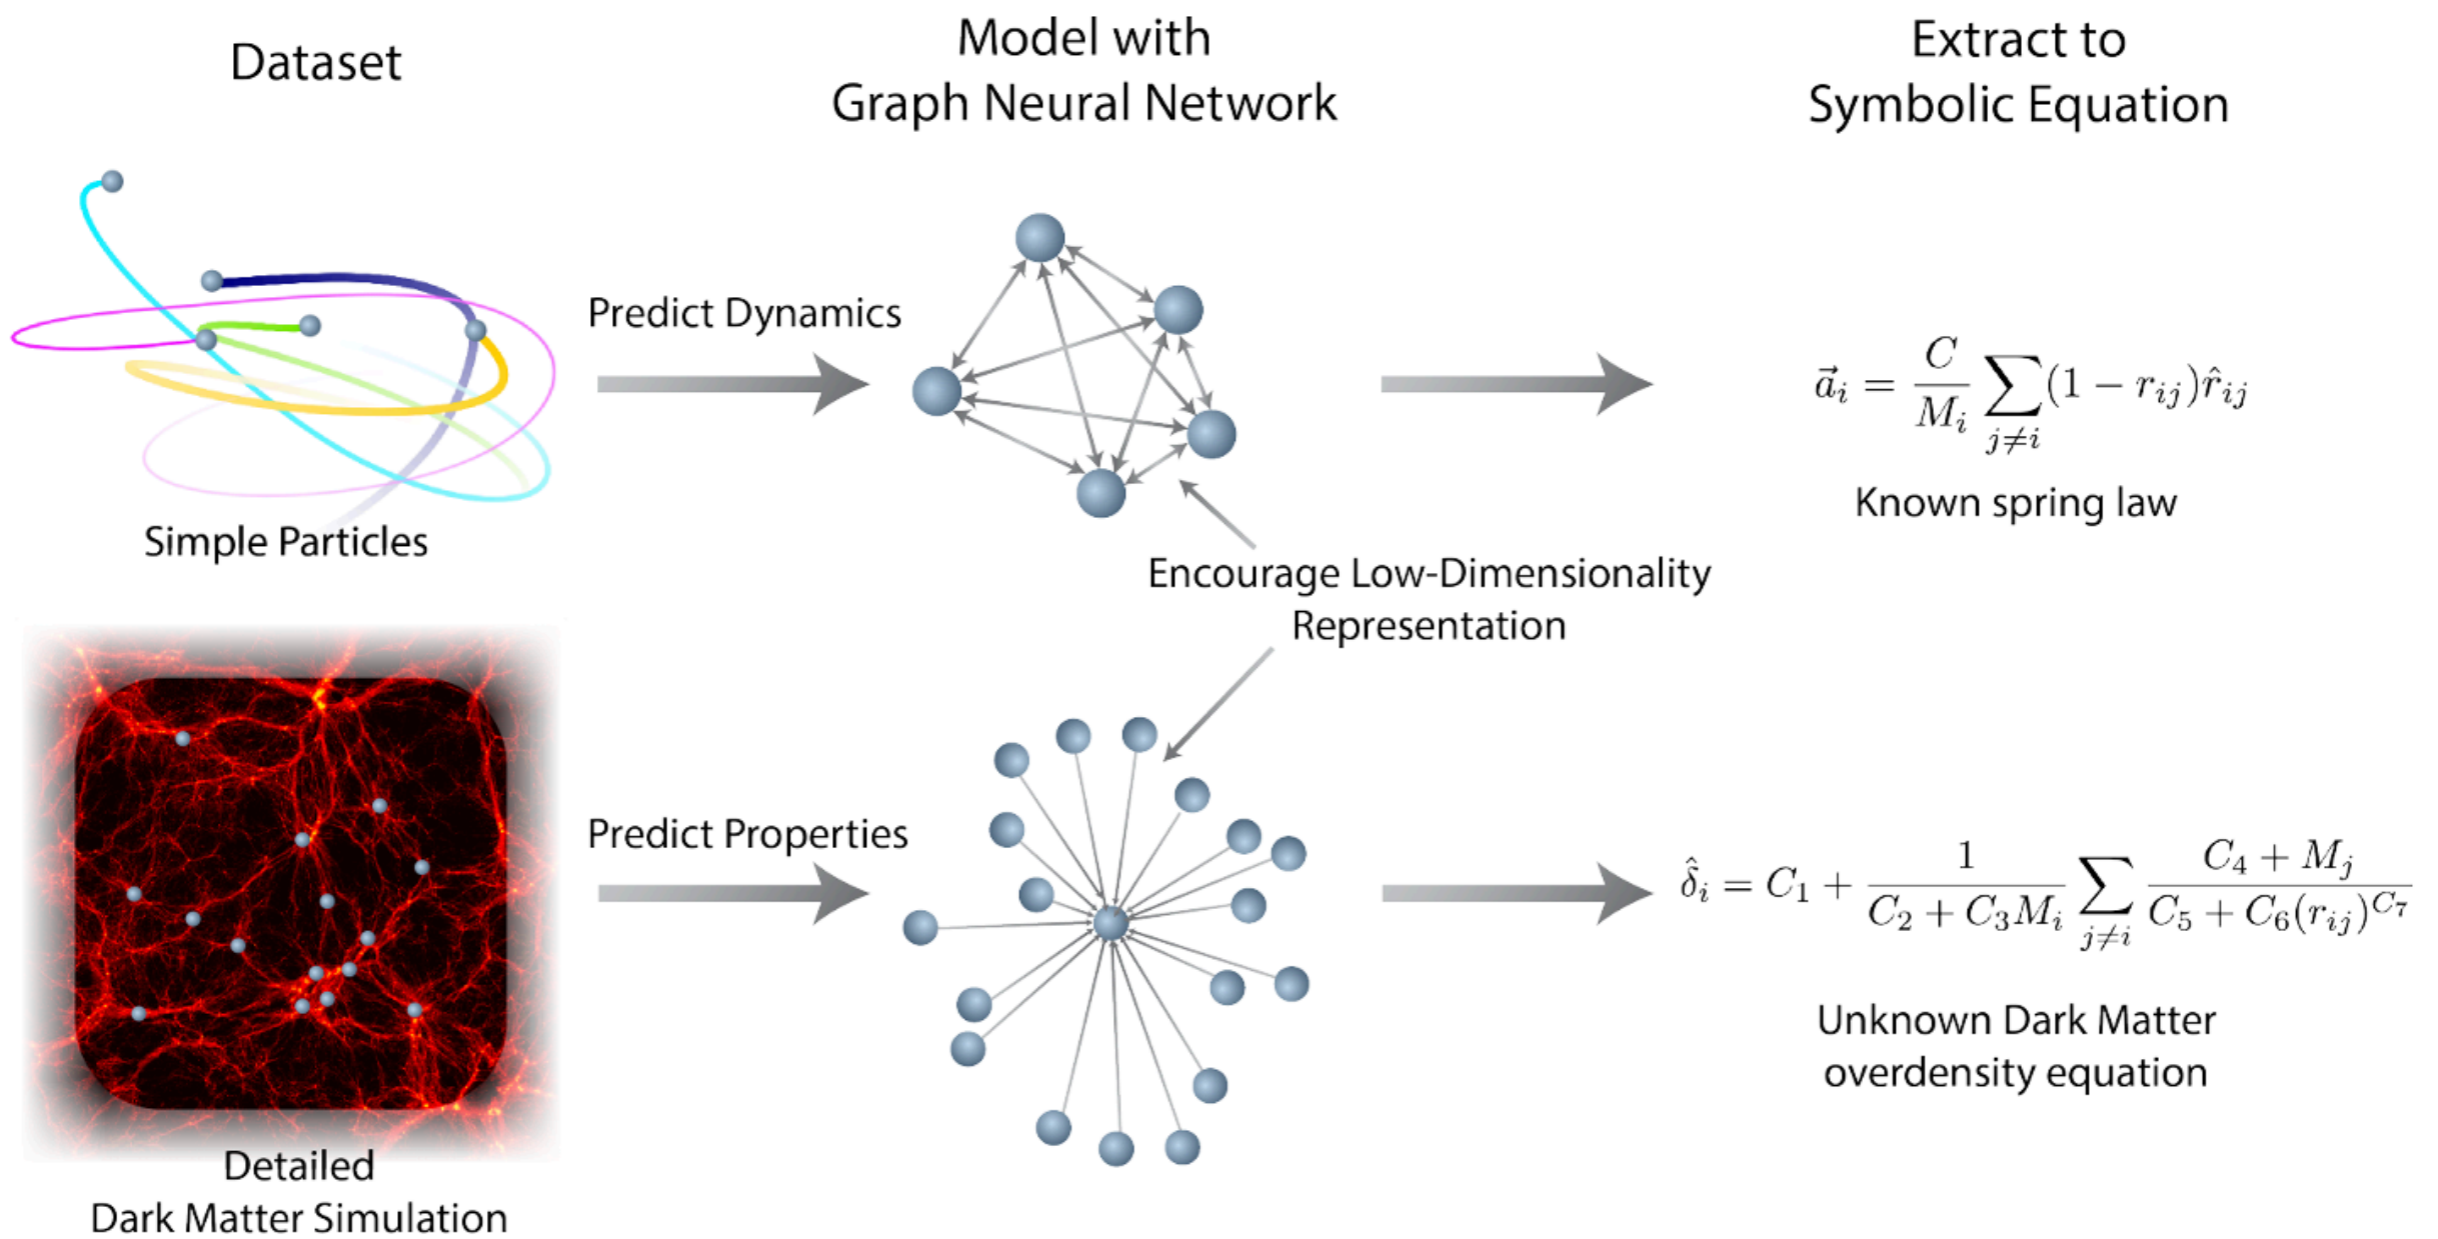 Dataset
Model with
Graph Neural Network
Extract to
Symbolic Equation
Predict Dynamics
$\vec{a}_i = \frac{C}{M_i} \sum_{j \neq i} (1 - r_{ij}) \hat{r}_{ij}$
Known spring law
Simple Particles
Encourage Low-Dimensionality
Representation
Predict Properties
$\hat{\delta}_i = C_1 + \frac{1}{C_2 + C_3 M_i} \sum_{j \neq i} \frac{C_4 + M_j}{C_5 + C_6 (r_{ij})^{C_7}}$
Unknown Dark Matter
overdensity equation
Detailed
Dark Matter Simulation